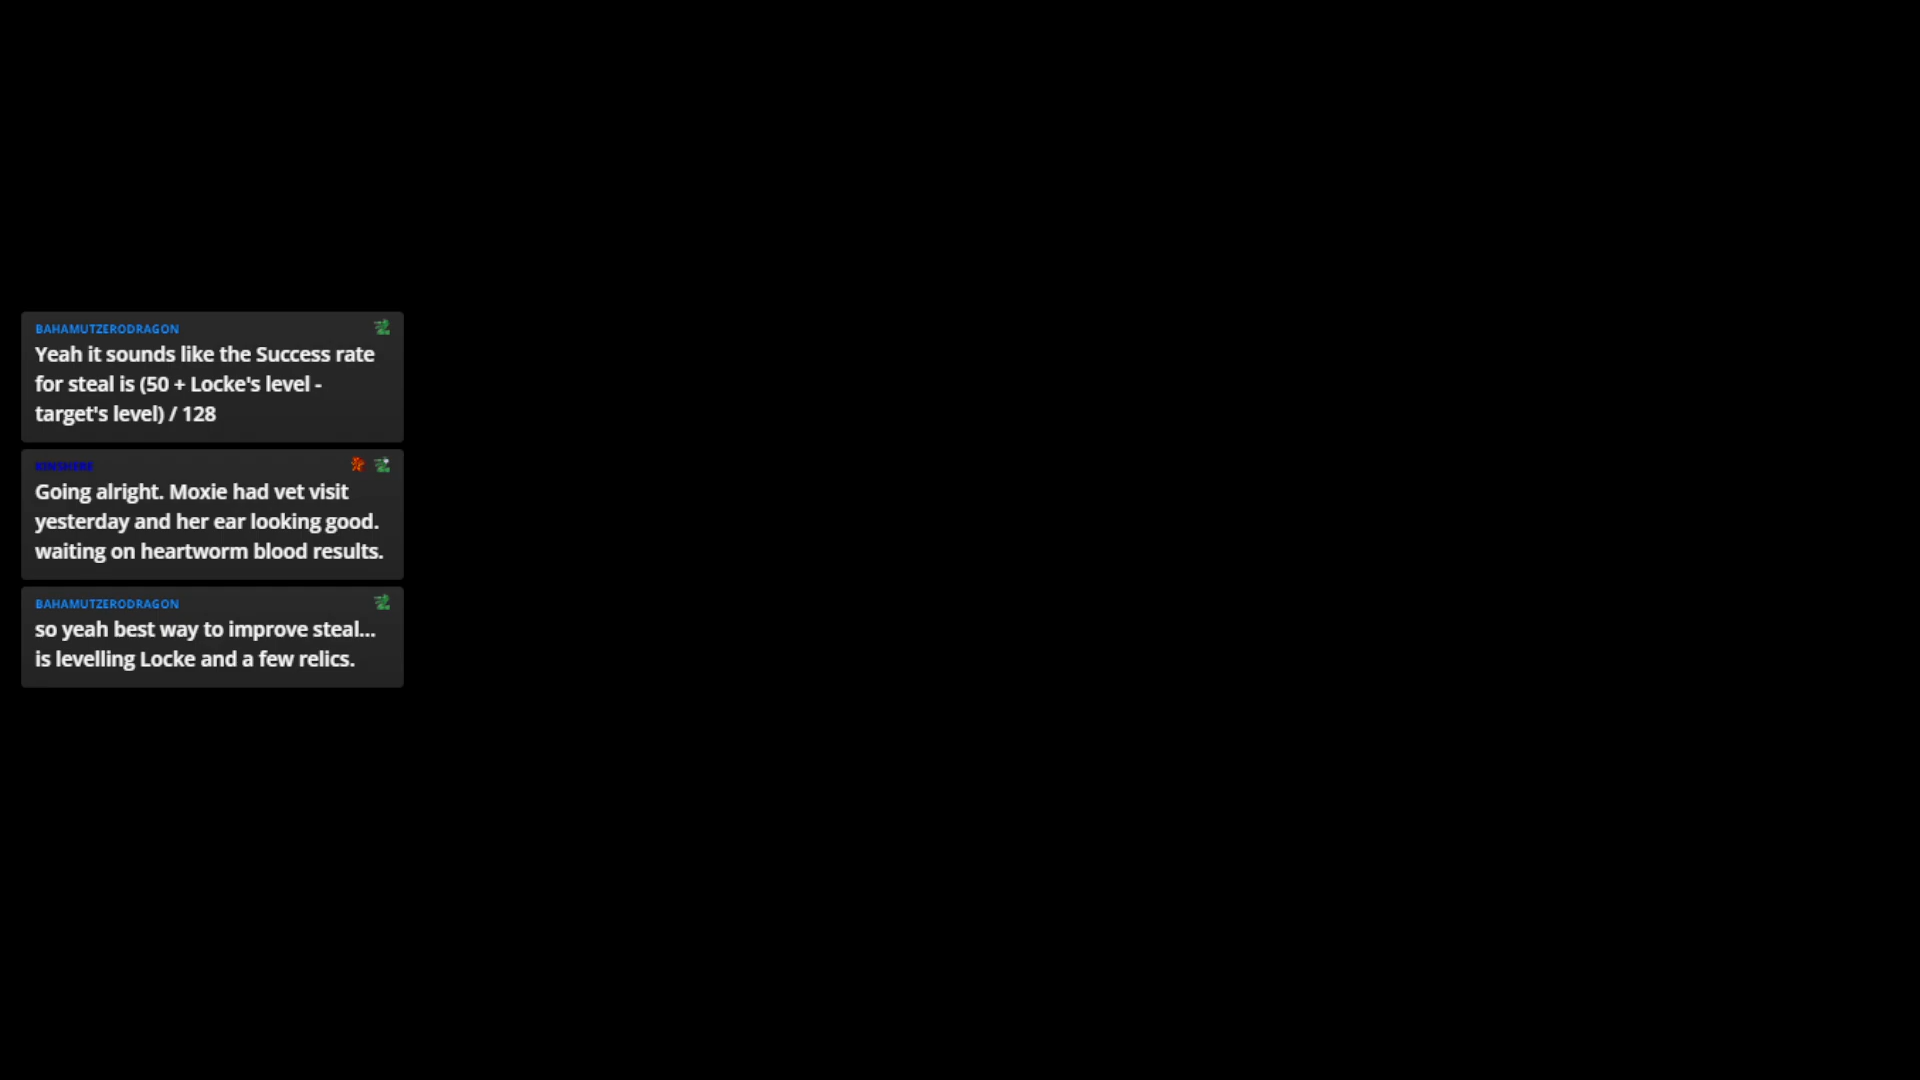 BAHAMUTZERODRAGON
Yeah it sounds like the Success rate
for steal is (50 + Locke's level -
target's level) / 128
KINSHERE
Going alright. Moxie had vet visit
yesterday and her ear looking good.
waiting on heartworm blood results.
BAHAMUTZERODRAGON
so yeah best way to improve steal...
is levelling Locke and a few relics.